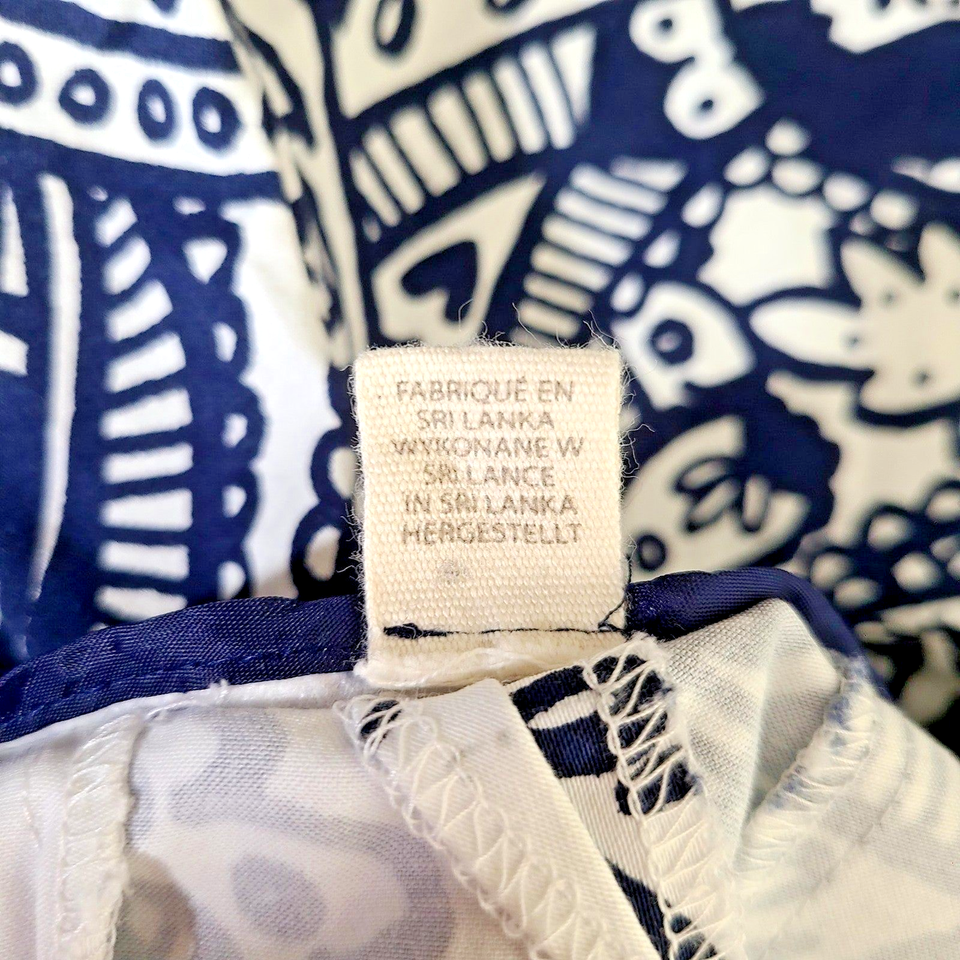 FABRIQUÉ EN
SRI LANKA
WYKONANE W
SRI LANCE
IN SRI LANKA
HERGESTELLT